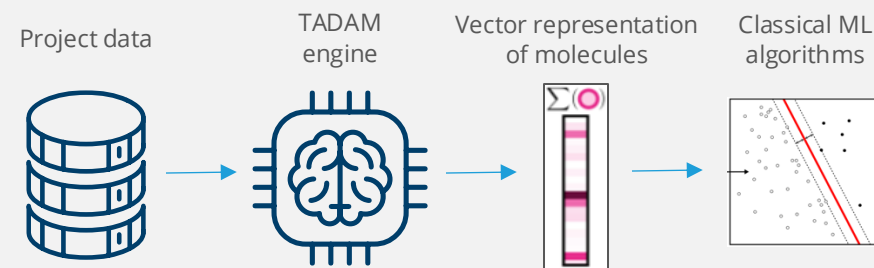 Project data
TADAM
engine
Vector representation
of molecules
Classical ML
algorithms
∑(O)